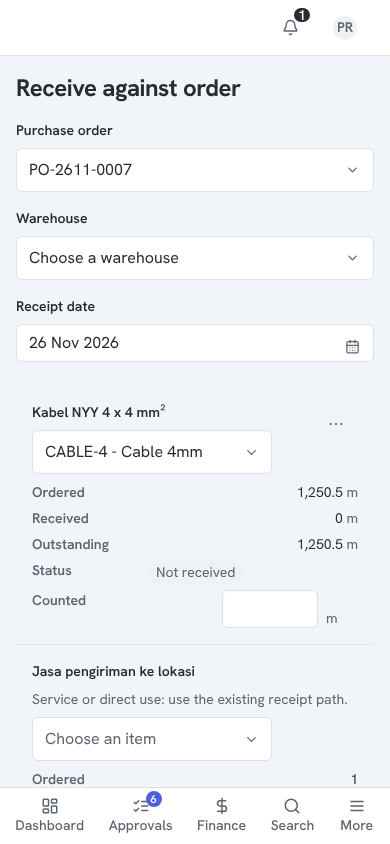 1
PR
Receive against order
Purchase order
PO-2611-0007
Warehouse
Choose a warehouse
Receipt date
26 Nov 2026
Kabel NYY 4 x 4 mm²
...
CABLE-4 - Cable 4mm
Ordered 1,250.5 m
Received 0 m
Outstanding 1,250.5 m
Status Not received
Counted m
Jasa pengiriman ke lokasi
Service or direct use: use the existing receipt path.
Choose an item
Ordered 1
6
Dashboard Approvals Finance Search More